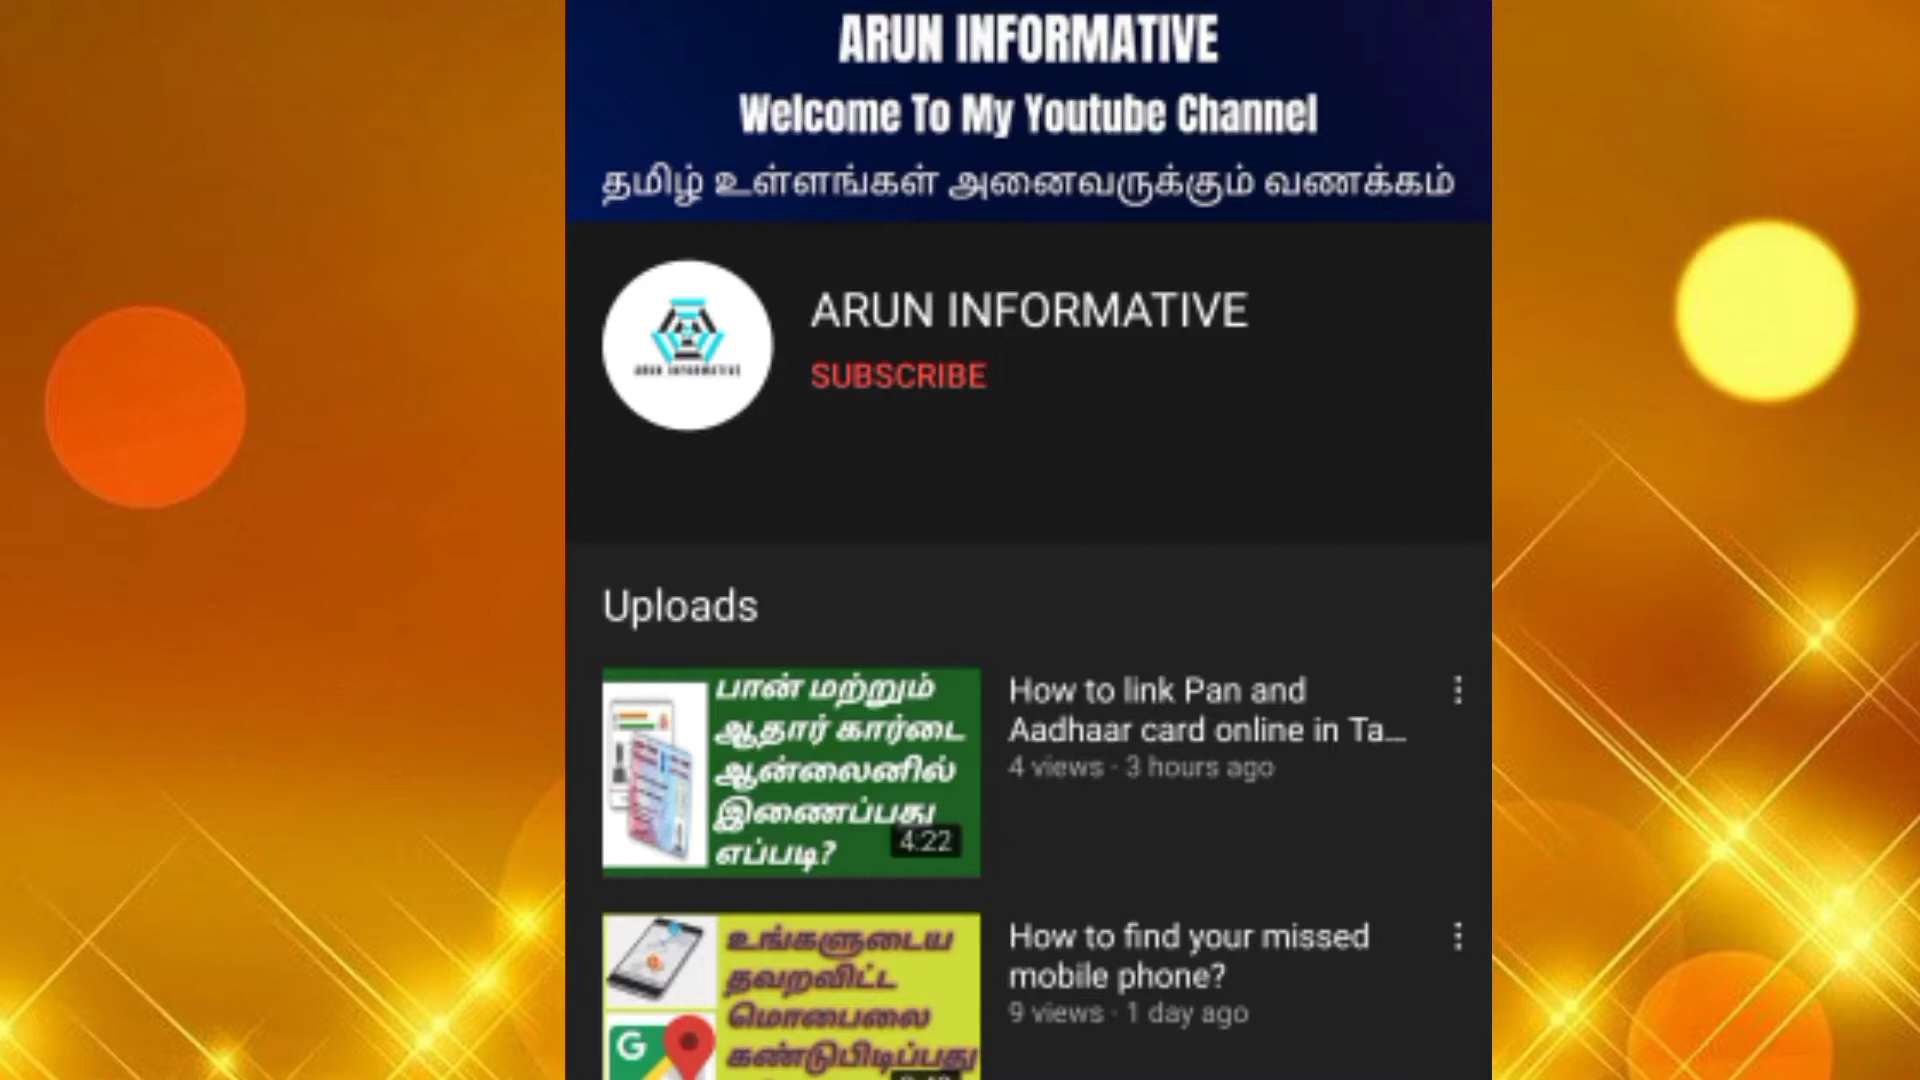 ARUN INFORMATIVE
Welcome To My Youtube Channel
தமிழ் உள்ளங்கள் அனைவருக்கும் வணக்கம்
ARUN INFORMATIVE
ARUN INFORMATIVE
SUBSCRIBE
Uploads
பான் மற்றும்
ஆதார் கார்டை
ஆன்லைனில்
இணைப்பது
எப்படி?
4:22
How to link Pan and
Aadhaar card online in Ta...
4 views · 3 hours ago
உங்களுடைய
தவறவிட்ட
மொபைலை
கண்டுபிடிப்பது
G
How to find your missed
mobile phone?
9 views · 1 day ago